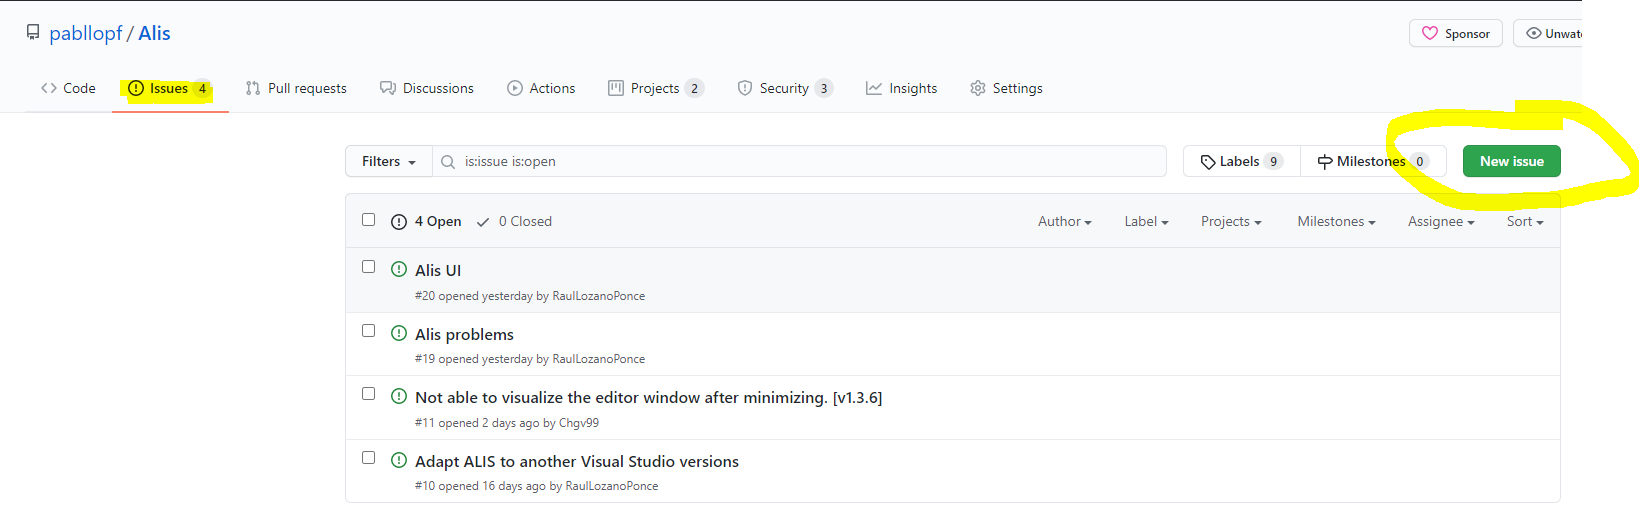 pabllopf / Alis
Sponsor Unwatc
Code Issues 4 Pull requests Discussions Actions Projects 2 Security 3 Insights Settings
Filters is:issue is:open Labels 9 Milestones 0 New issue
4 Open 0 Closed Author Label Projects Milestones Assignee Sort
Alis UI
#20 opened yesterday by RaulLozanoPonce
Alis problems
#19 opened yesterday by RaulLozanoPonce
Not able to visualize the editor window after minimizing. [v1.3.6]
#11 opened 2 days ago by Chgv99
Adapt ALIS to another Visual Studio versions
#10 opened 16 days ago by RaulLozanoPonce